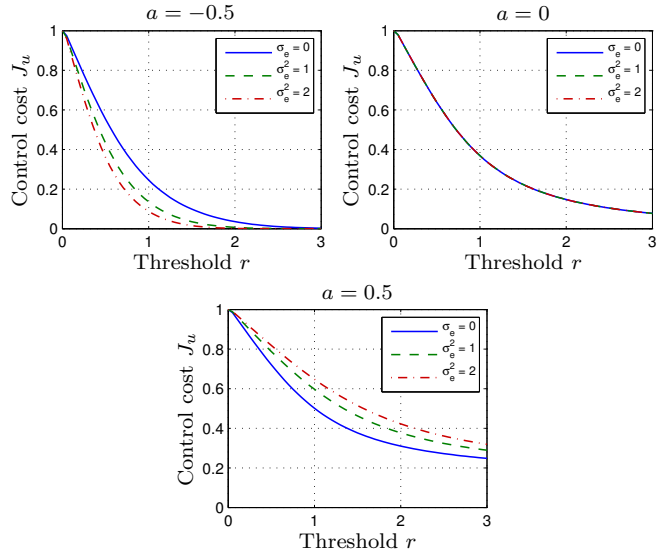 a = −0.5
Control cost J_u
1
0.8
0.6
0.4
0.2
0
0 1 2 3
Threshold r
σ_e = 0
σ_e^2 = 1
σ_e^2 = 2
a = 0
Control cost J_u
1
0.8
0.6
0.4
0.2
0
0 1 2 3
Threshold r
σ_e = 0
σ_e^2 = 1
σ_e^2 = 2
a = 0.5
Control cost J_u
1
0.8
0.6
0.4
0.2
0
0 1 2 3
Threshold r
σ_e = 0
σ_e^2 = 1
σ_e^2 = 2